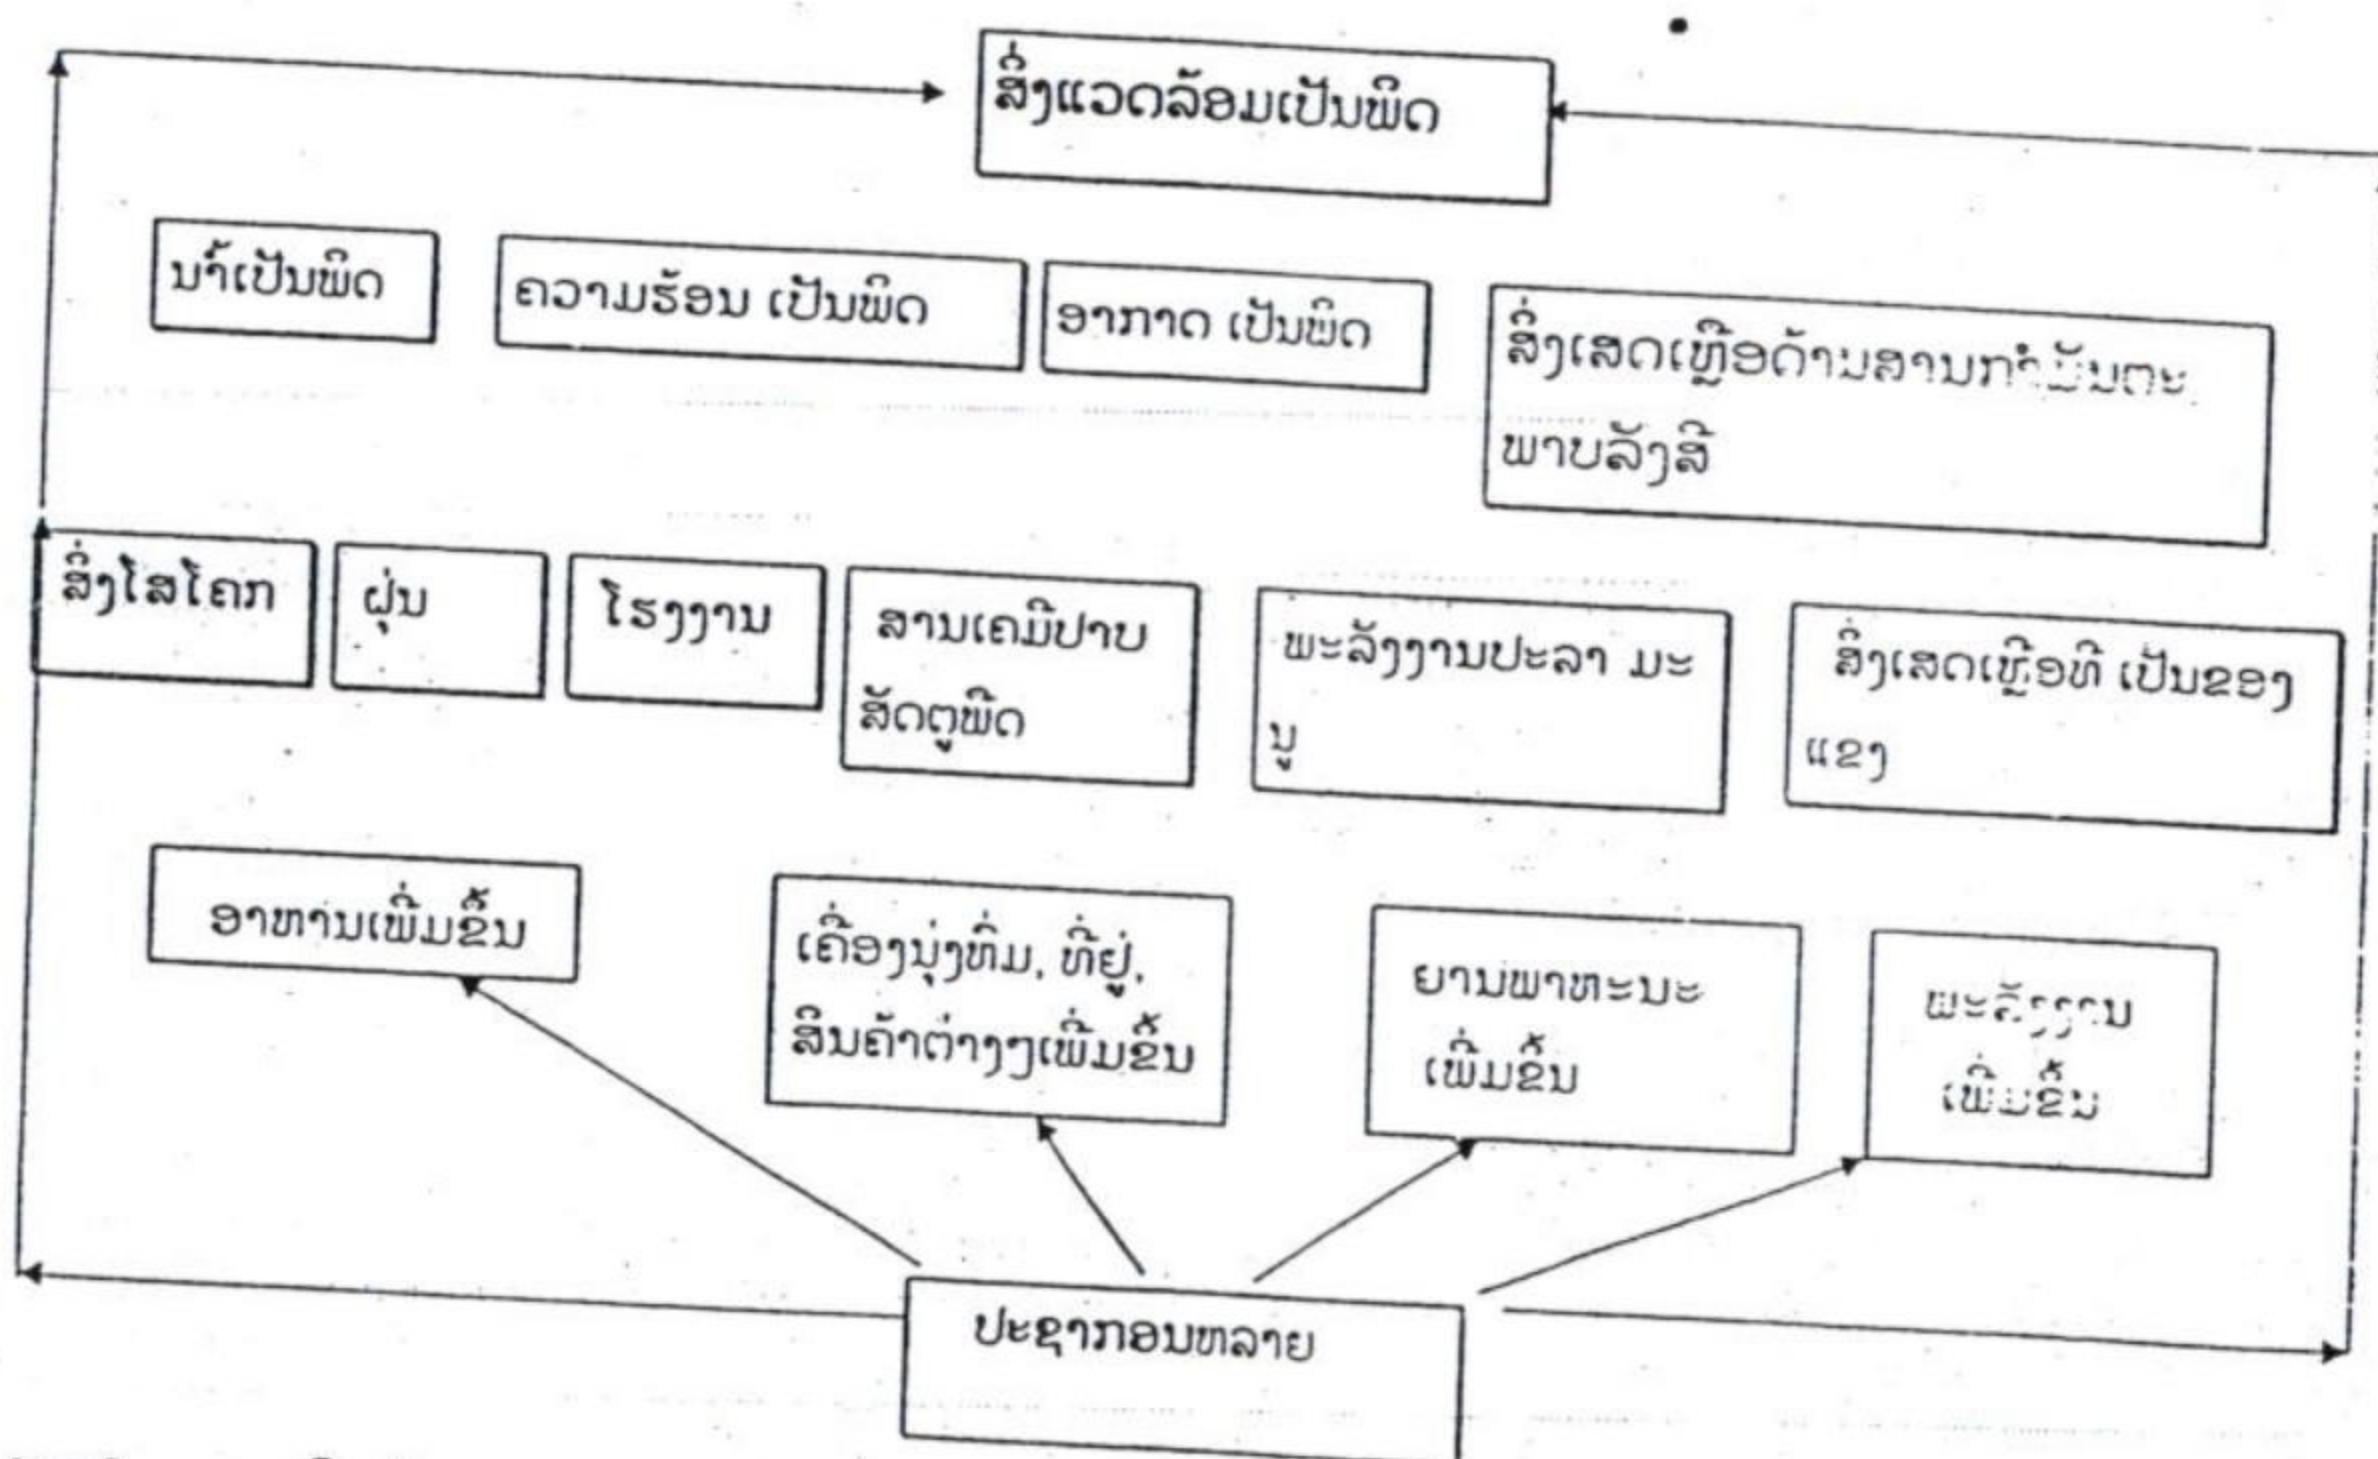 ສິ່ງແວດລ້ອມເປັນພິດ
ນ້ຳເປັນພິດ
ຄວາມຮ້ອນ ເປັນພິດ
ອາກາດ ເປັນພິດ
ສິ່ງເສດເຫຼືອດ້ານສານກຳມັນຕະ
ພາບລັງສີ
ສິ່ງໂສໂຄກ
ຝຸ່ນ
ໂຮງງານ
ສານເຄມີປາບ
ສັດຕູພືດ
ພະລັງງານປະລາ ມະ
ນູ
ສິ່ງເສດເຫຼືອທີ ເປັນຂອງ
ແຂງ
ອາຫານເພີ່ມຂຶ້ນ
ເຄື່ອງນຸ່ງຫົ່ມ, ທີ່ຢູ່,
ສິນຄ້າຕ່າງໆເພີ່ມຂຶ້ນ
ຍານພາຫະນະ
ເພີ່ມຂຶ້ນ
ພະລັງງານ
ເພີ່ມຂຶ້ນ
ປະຊາກອນຫລາຍ